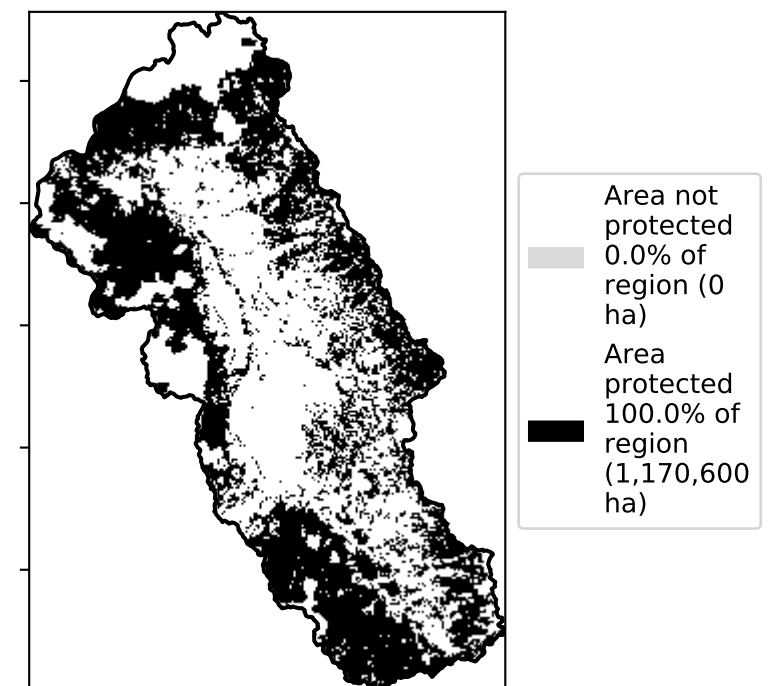 Area not
protected
0.0% of
region (0
ha)
Area
protected
100.0% of
region
(1,170,600
ha)